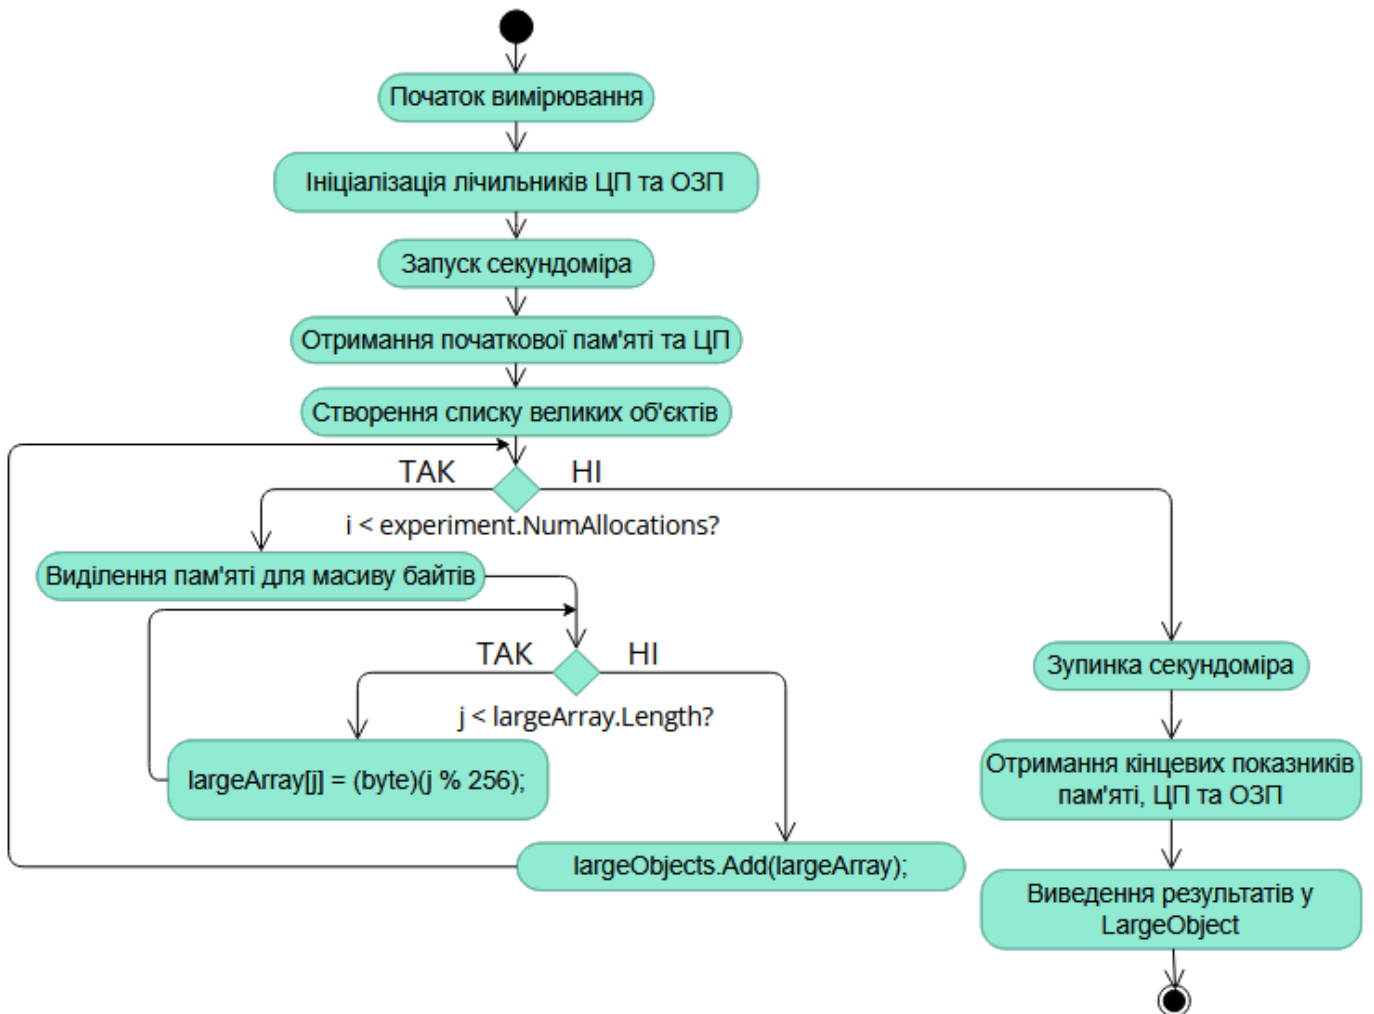 Початок вимірювання
Ініціалізація лічильників ЦП та ОЗП
Запуск секундоміра
Отримання початкової пам'яті та ЦП
Створення списку великих об'єктів
ТАК
НІ
i < experiment.NumAllocations?
Виділення пам'яті для масиву байтів
ТАК
НІ
j < largeArray.Length?
largeArray[j] = (byte)(j % 256);
largeObjects.Add(largeArray);
Зупинка секундоміра
Отримання кінцевих показників
пам'яті, ЦП та ОЗП
Виведення результатів у
LargeObject